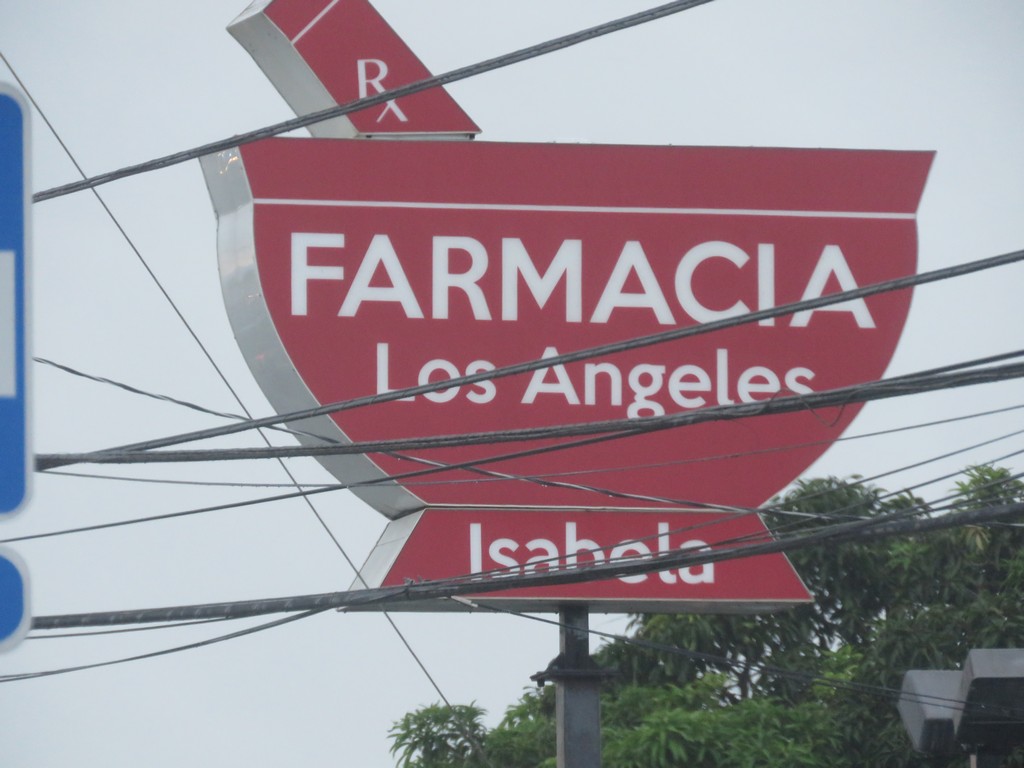 Rx
FARMACIA
Los Angeles
Isabela